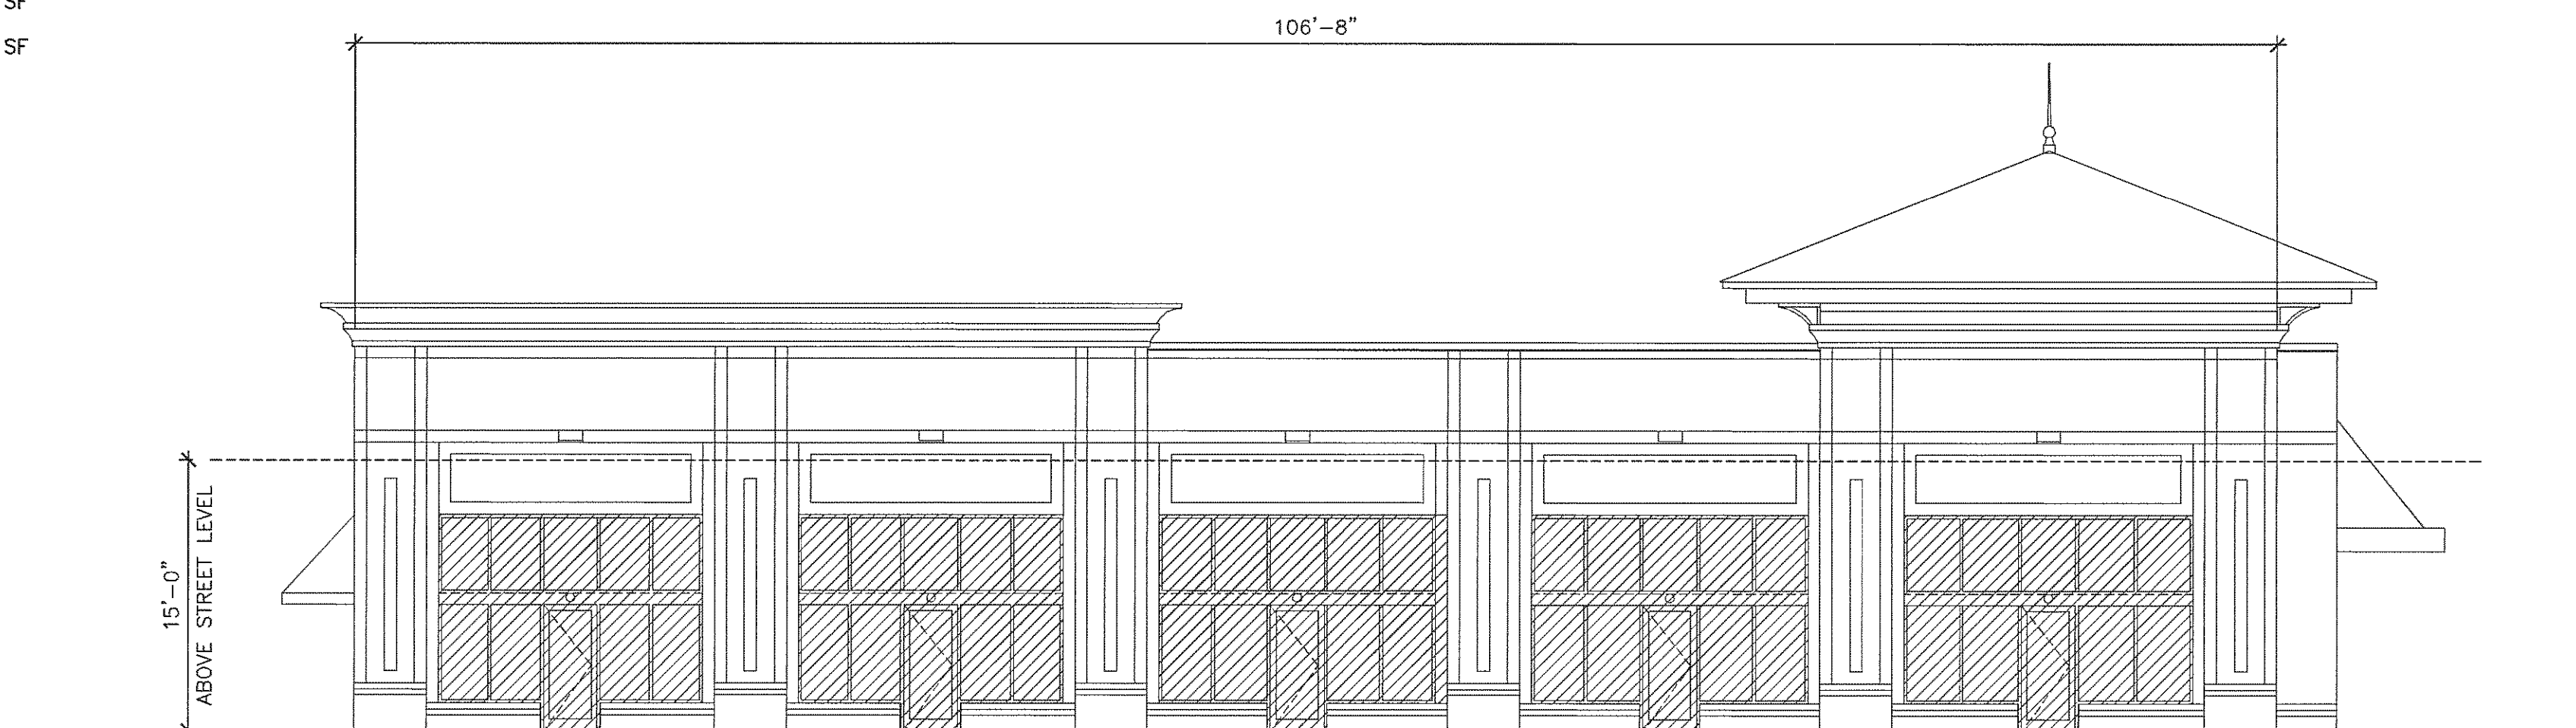 SF
SF
106'-8"
15'-0"
ABOVE STREET LEVEL